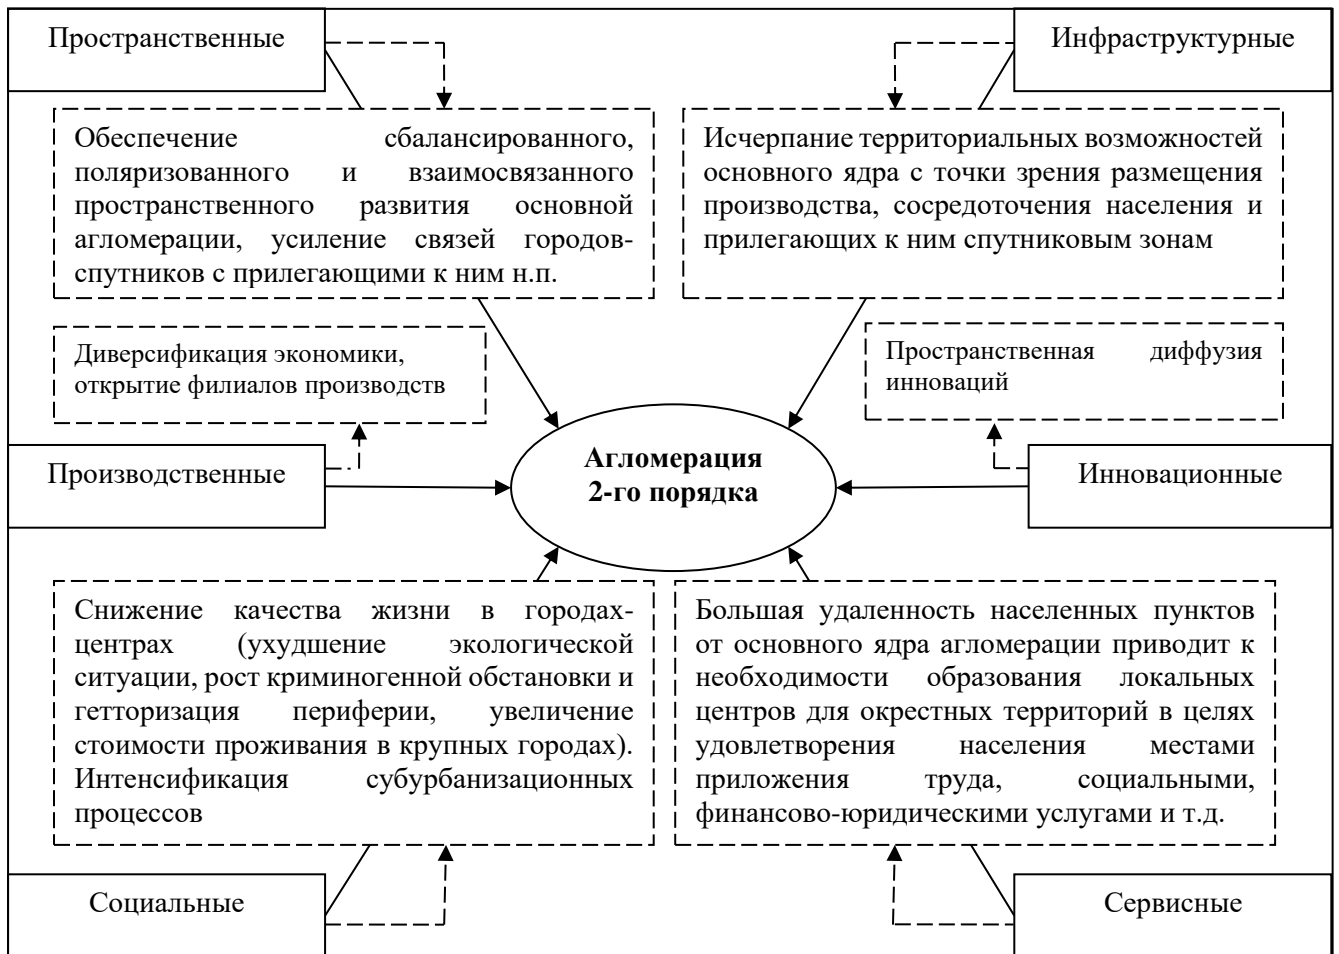 Пространственные
Инфраструктурные
Обеспечение сбалансированного,
поляризованного и взаимосвязанного
пространственного развития основной
агломерации, усиление связей городов-
спутников с прилегающими к ним н.п.
Исчерпание территориальных возможностей
основного ядра с точки зрения размещения
производства, сосредоточения населения и
прилегающих к ним спутниковым зонам
Диверсификация экономики,
открытие филиалов производств
Пространственная диффузия
инноваций
Производственные
Агломерация
2-го порядка
Инновационные
Снижение качества жизни в городах-
центрах (ухудшение экологической
ситуации, рост криминогенной обстановки и
гетторизация периферии, увеличение
стоимости проживания в крупных городах).
Интенсификация субурбанизационных
процессов
Большая удаленность населенных пунктов
от основного ядра агломерации приводит к
необходимости образования локальных
центров для окрестных территорий в целях
удовлетворения населения местами
приложения труда, социальными,
финансово-юридическими услугами и т.д.
Социальные
Сервисные